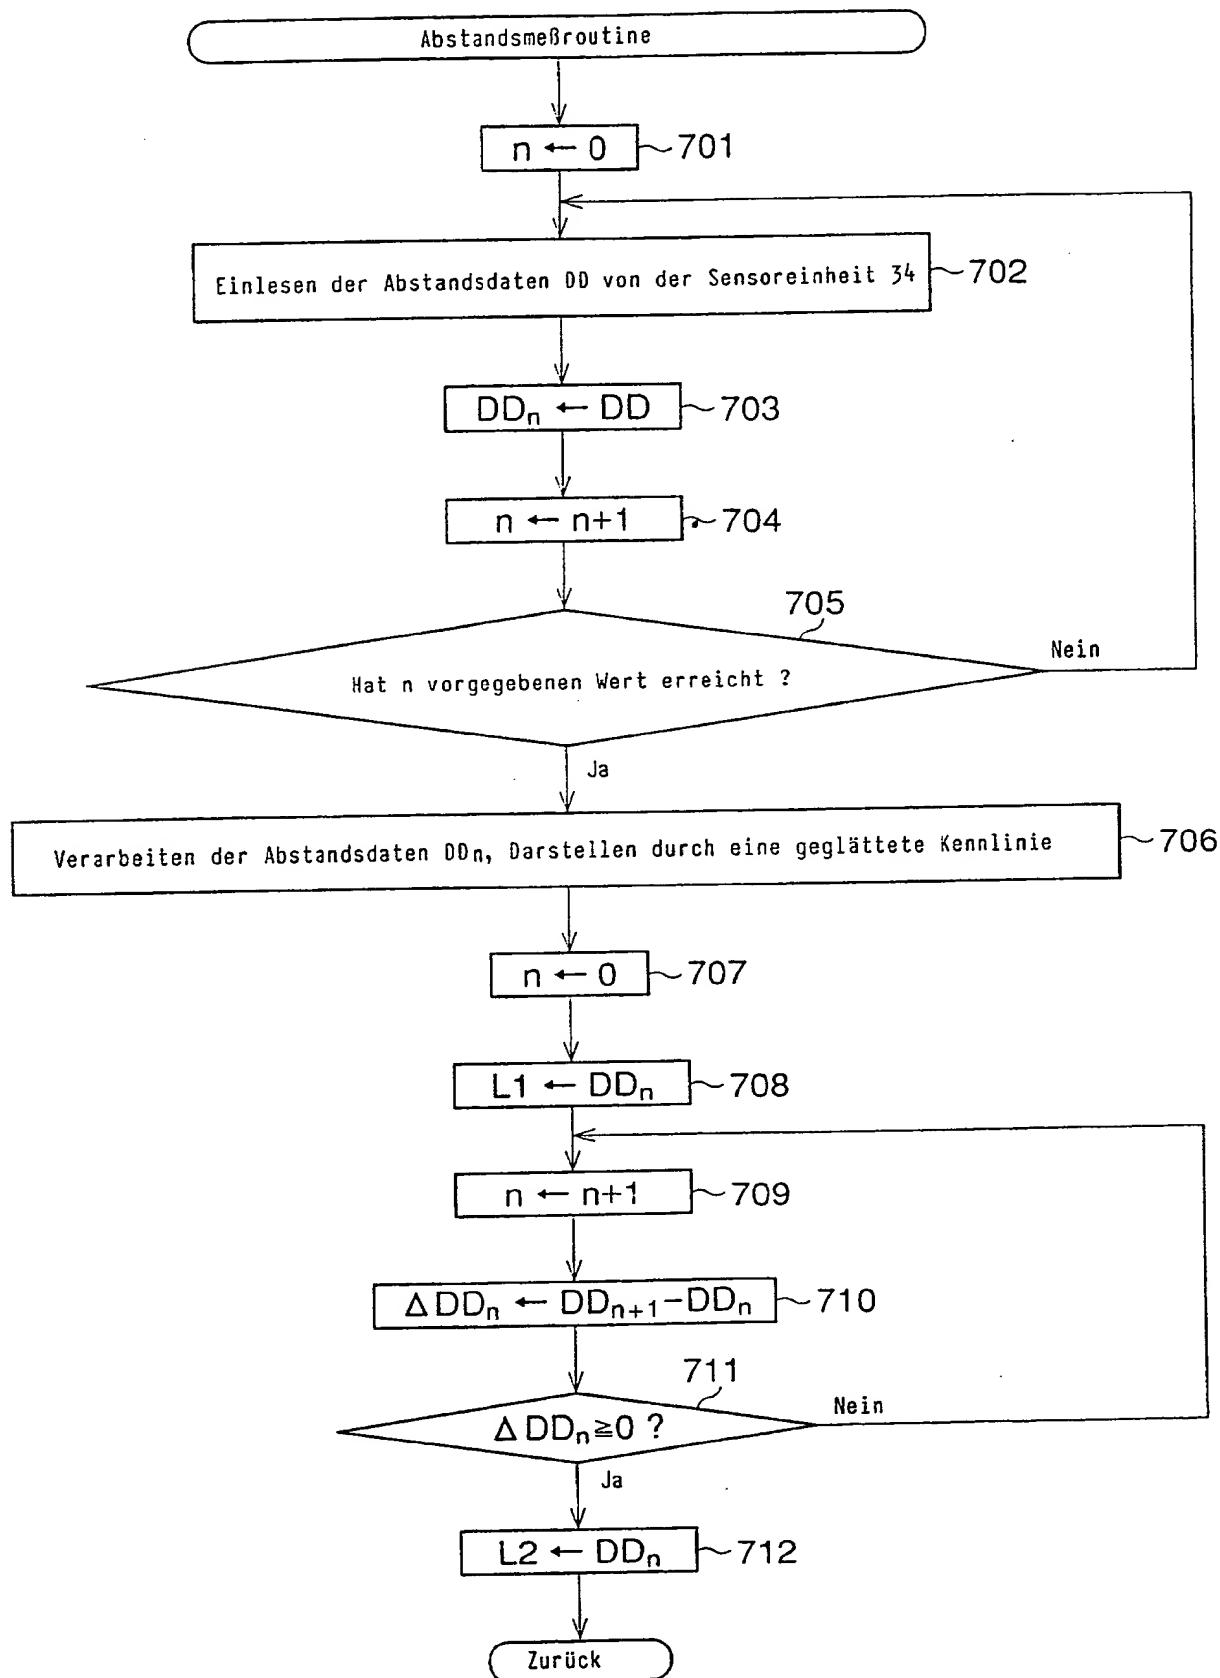 Abstandsmeßroutine
n ← 0 701
Einlesen der Abstandsdaten DD von der Sensoreinheit 34 702
DDn ← DD 703
n ← n+1 704
705
Nein
Hat n vorgegebenen Wert erreicht ?
Ja
Verarbeiten der Abstandsdaten DDn, Darstellen durch eine geglättete Kennlinie 706
n ← 0 707
L1 ← DDn 708
n ← n+1 709
Δ DDn ← DDn+1-DDn 710
711
Nein
Δ DDn≧0 ?
Ja
L2 ← DDn 712
Zurück